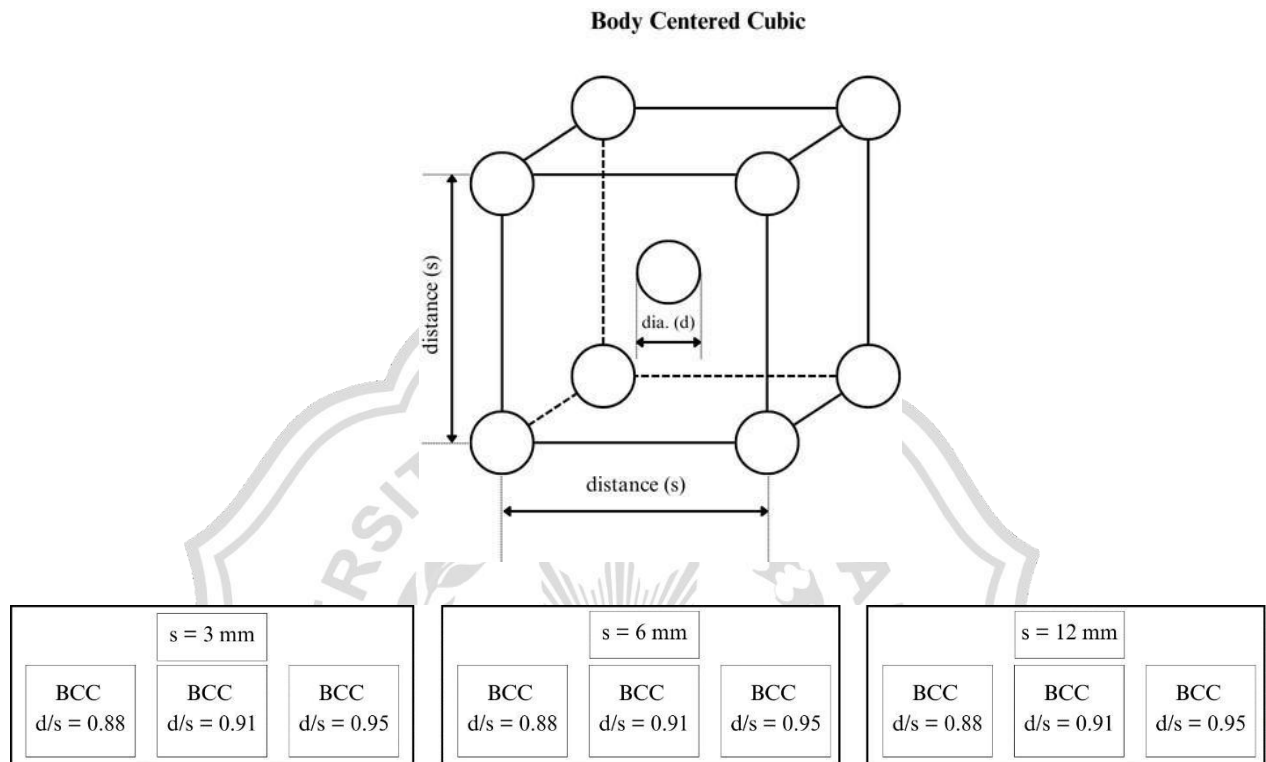 Body Centered Cubic
distance (s)
dia. (d)
distance (s)
s = 3 mm
BCC
d/s = 0.88
BCC
d/s = 0.91
BCC
d/s = 0.95
s = 6 mm
BCC
d/s = 0.88
BCC
d/s = 0.91
BCC
d/s = 0.95
s = 12 mm
BCC
d/s = 0.88
BCC
d/s = 0.91
BCC
d/s = 0.95